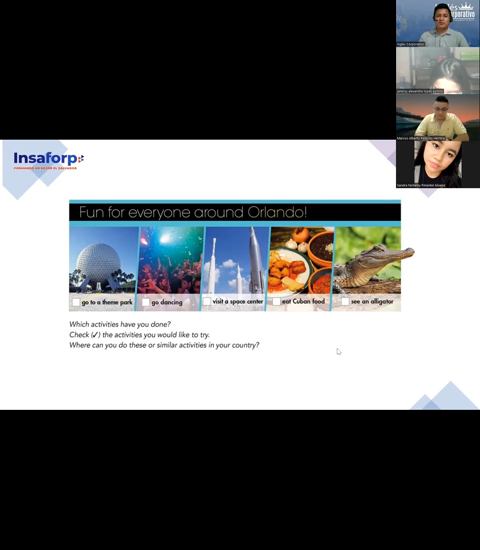 Inglés Corporativo
Insaforp
Fun for everyone around Orlando!
go to a theme park
go dancing
visit a space center
eat Cuban food
see an alligator
Which activities have you done?
Check (✓) the activities you would like to try.
Where can you do these or similar activities in your country?